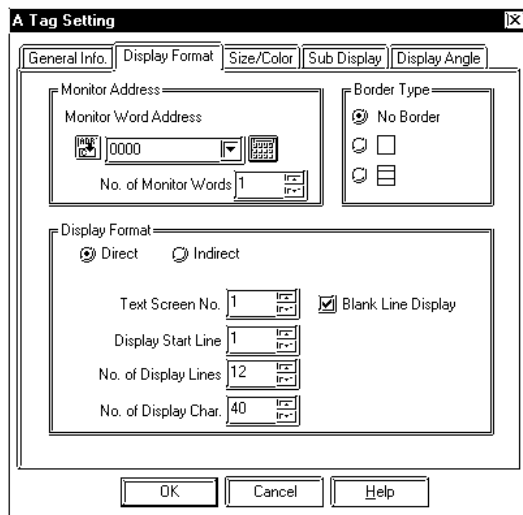 A Tag Setting
General Info. Display Format Size/Color Sub Display Display Angle
Monitor Address
Monitor Word Address
0000
No. of Monitor Words 1
Border Type
No Border
Display Format
Direct Indirect
Text Screen No. 1 Blank Line Display
Display Start Line 1
No. of Display Lines 12
No. of Display Char. 40
OK Cancel Help